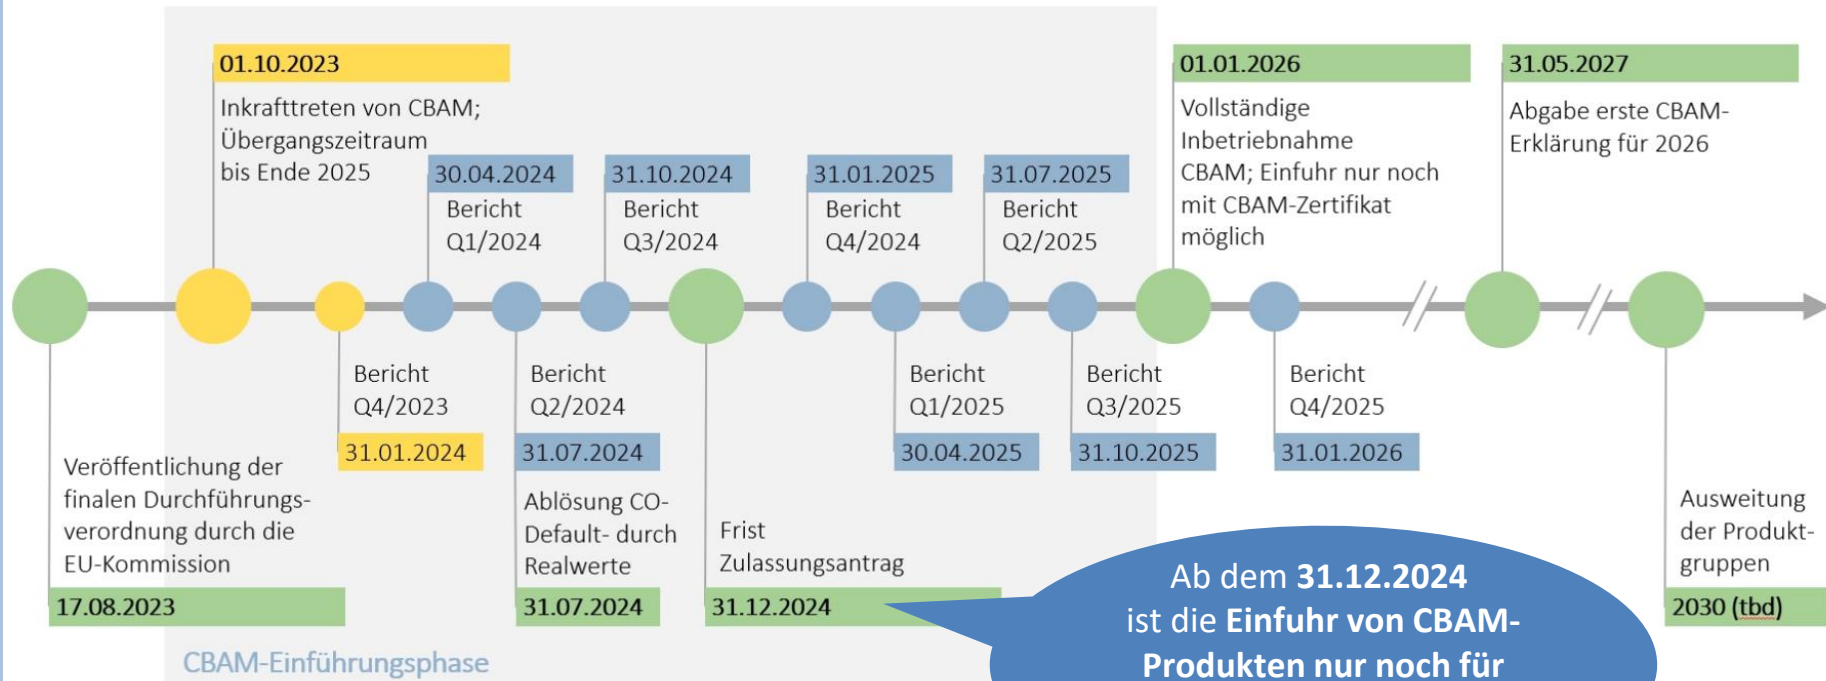 01.10.2023
Inkrafttreten von CBAM;
Übergangszeitraum
bis Ende 2025
30.04.2024
Bericht
Q1/2024
31.10.2024
Bericht
Q3/2024
31.01.2025
Bericht
Q4/2024
31.07.2025
Bericht
Q2/2025
01.01.2026
Vollständige
Inbetriebnahme
CBAM; Einfuhr nur noch
mit CBAM-Zertifikat
möglich
31.05.2027
Abgabe erste CBAM-
Erklärung für 2026
Veröffentlichung der
finalen Durchführungs-
verordnung durch die
EU-Kommission
17.08.2023
Bericht
Q4/2023
31.01.2024
Bericht
Q2/2024
31.07.2024
Ablösung CO-
Default- durch
Realwerte
31.07.2024
Frist
Zulassungsantrag
31.12.2024
Bericht
Q1/2025
30.04.2025
Bericht
Q3/2025
31.10.2025
Bericht
Q4/2025
31.01.2026
Ausweitung
der Produkt-
gruppen
2030 (tbd)
Ab dem 31.12.2024
ist die Einfuhr von CBAM-
Produkten nur noch für
CBAM-Einführungsphase